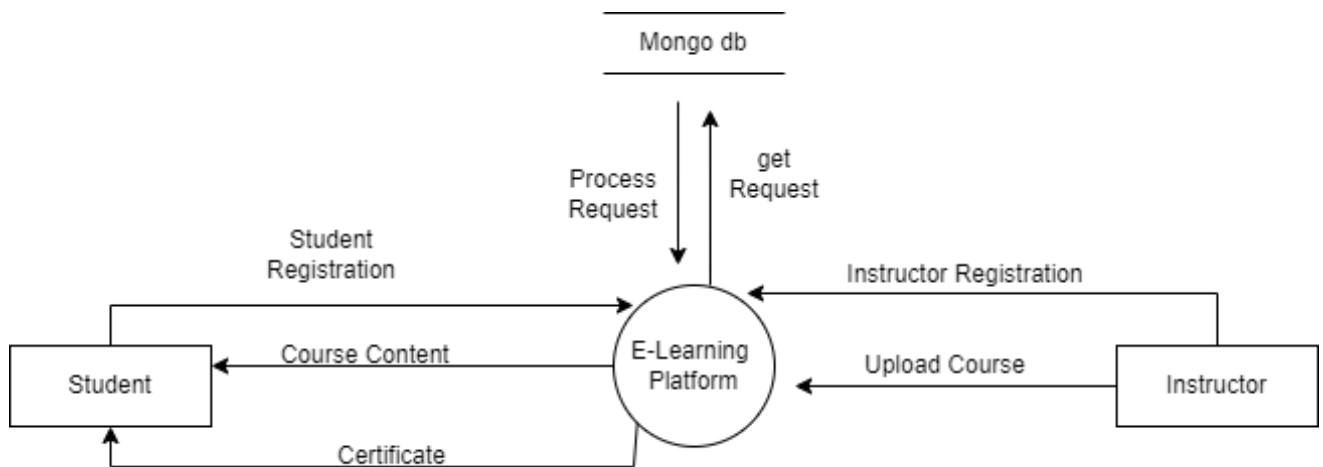 Mongo db
Process
Request
get
Request
Student
Registration
Instructor Registration
Course Content
E-Learning
Platform
Upload Course
Student
Instructor
Certificate